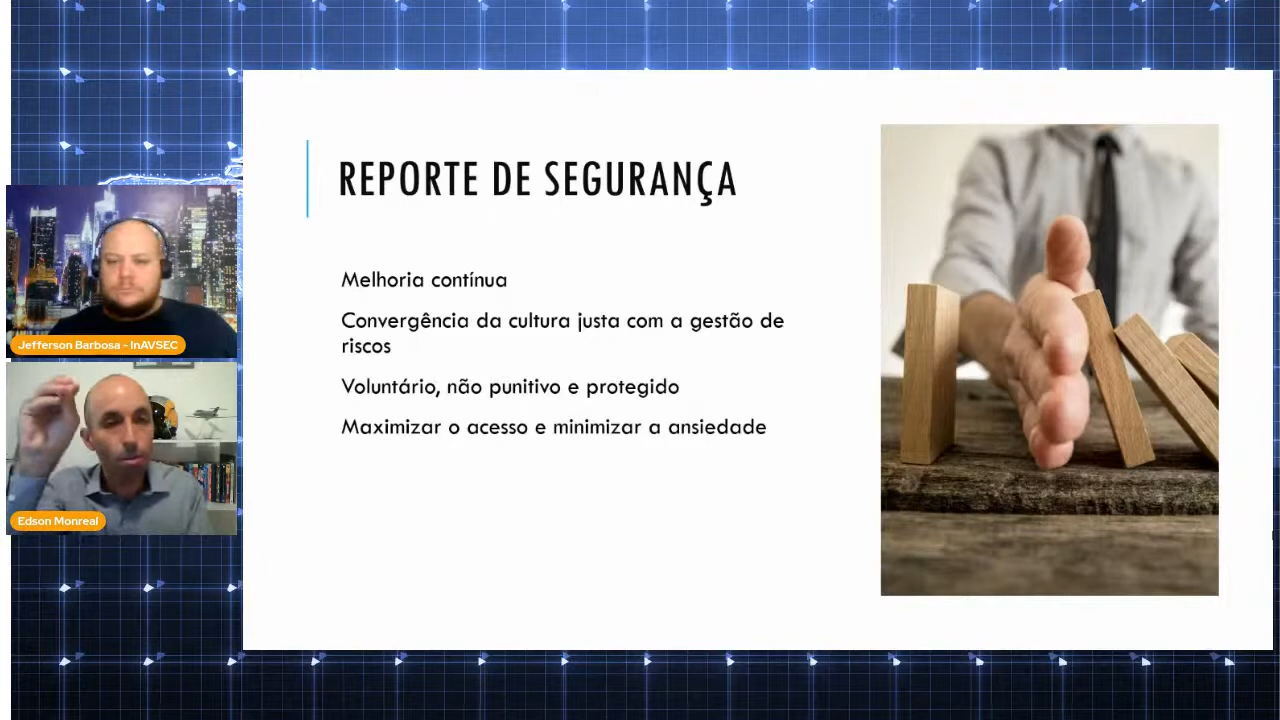 REPORTE DE SEGURANÇA
Melhoria contínua
Convergência da cultura justa com a gestão de
riscos
Voluntário, não punitivo e protegido
Maximizar o acesso e minimizar a ansiedade
Jefferson Barbosa - InAVSEC
Edson Monreal